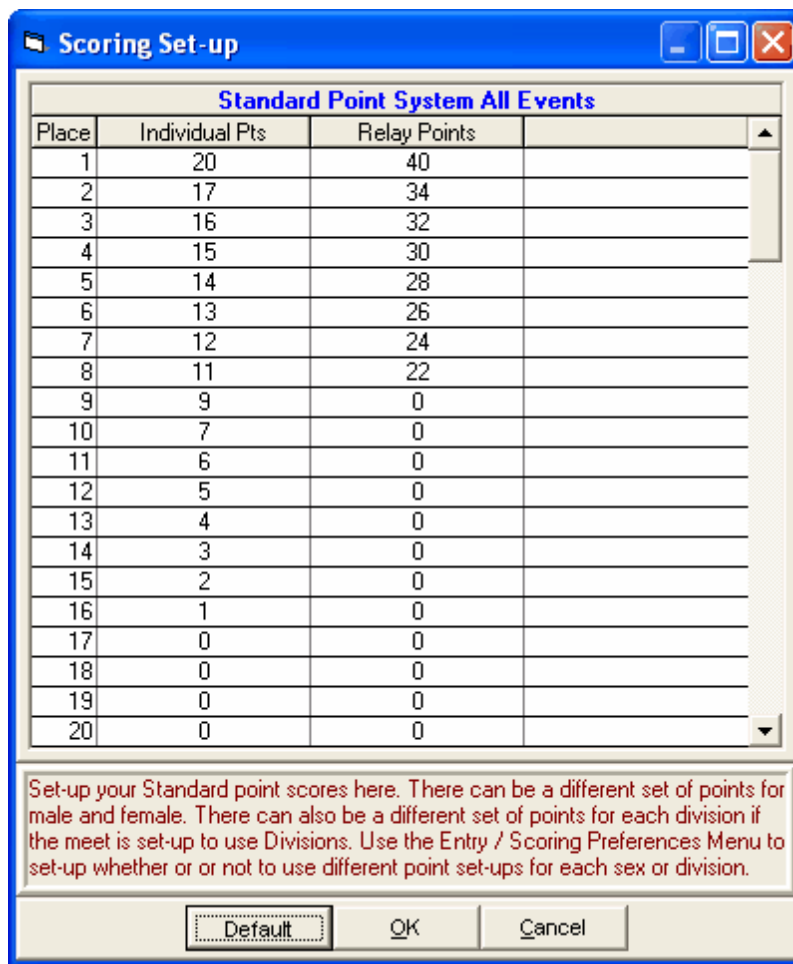 Scoring Set-up
Standard Point System All Events
Place Individual Pts Relay Points
1 20 40
2 17 34
3 16 32
4 15 30
5 14 28
6 13 26
7 12 24
8 11 22
9 9 0
10 7 0
11 6 0
12 5 0
13 4 0
14 3 0
15 2 0
16 1 0
17 0 0
18 0 0
19 0 0
20 0 0
Set-up your Standard point scores here. There can be a different set of points for
male and female. There can also be a different set of points for each division if
the meet is set-up to use Divisions. Use the Entry / Scoring Preferences Menu to
set-up whether or or not to use different point set-ups for each sex or division.
Default OK Cancel